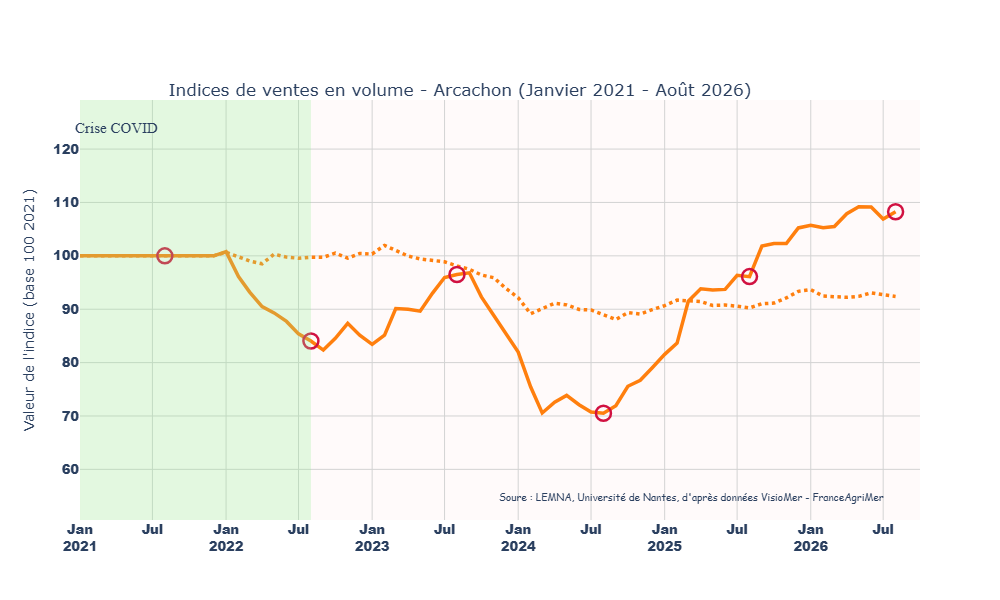 Indices de ventes en volume - Arcachon (Janvier 2021 - Août 2026)
Crise COVID
Valeur de l'indice (base 100 2021)
120
110
100
90
80
70
60
Soure : LEMNA, Université de Nantes, d'après données VisioMer - FranceAgriMer
Jan Jul Jan Jul Jan Jul Jan Jul Jan Jul Jan Jul
2021 2022 2023 2024 2025 2026